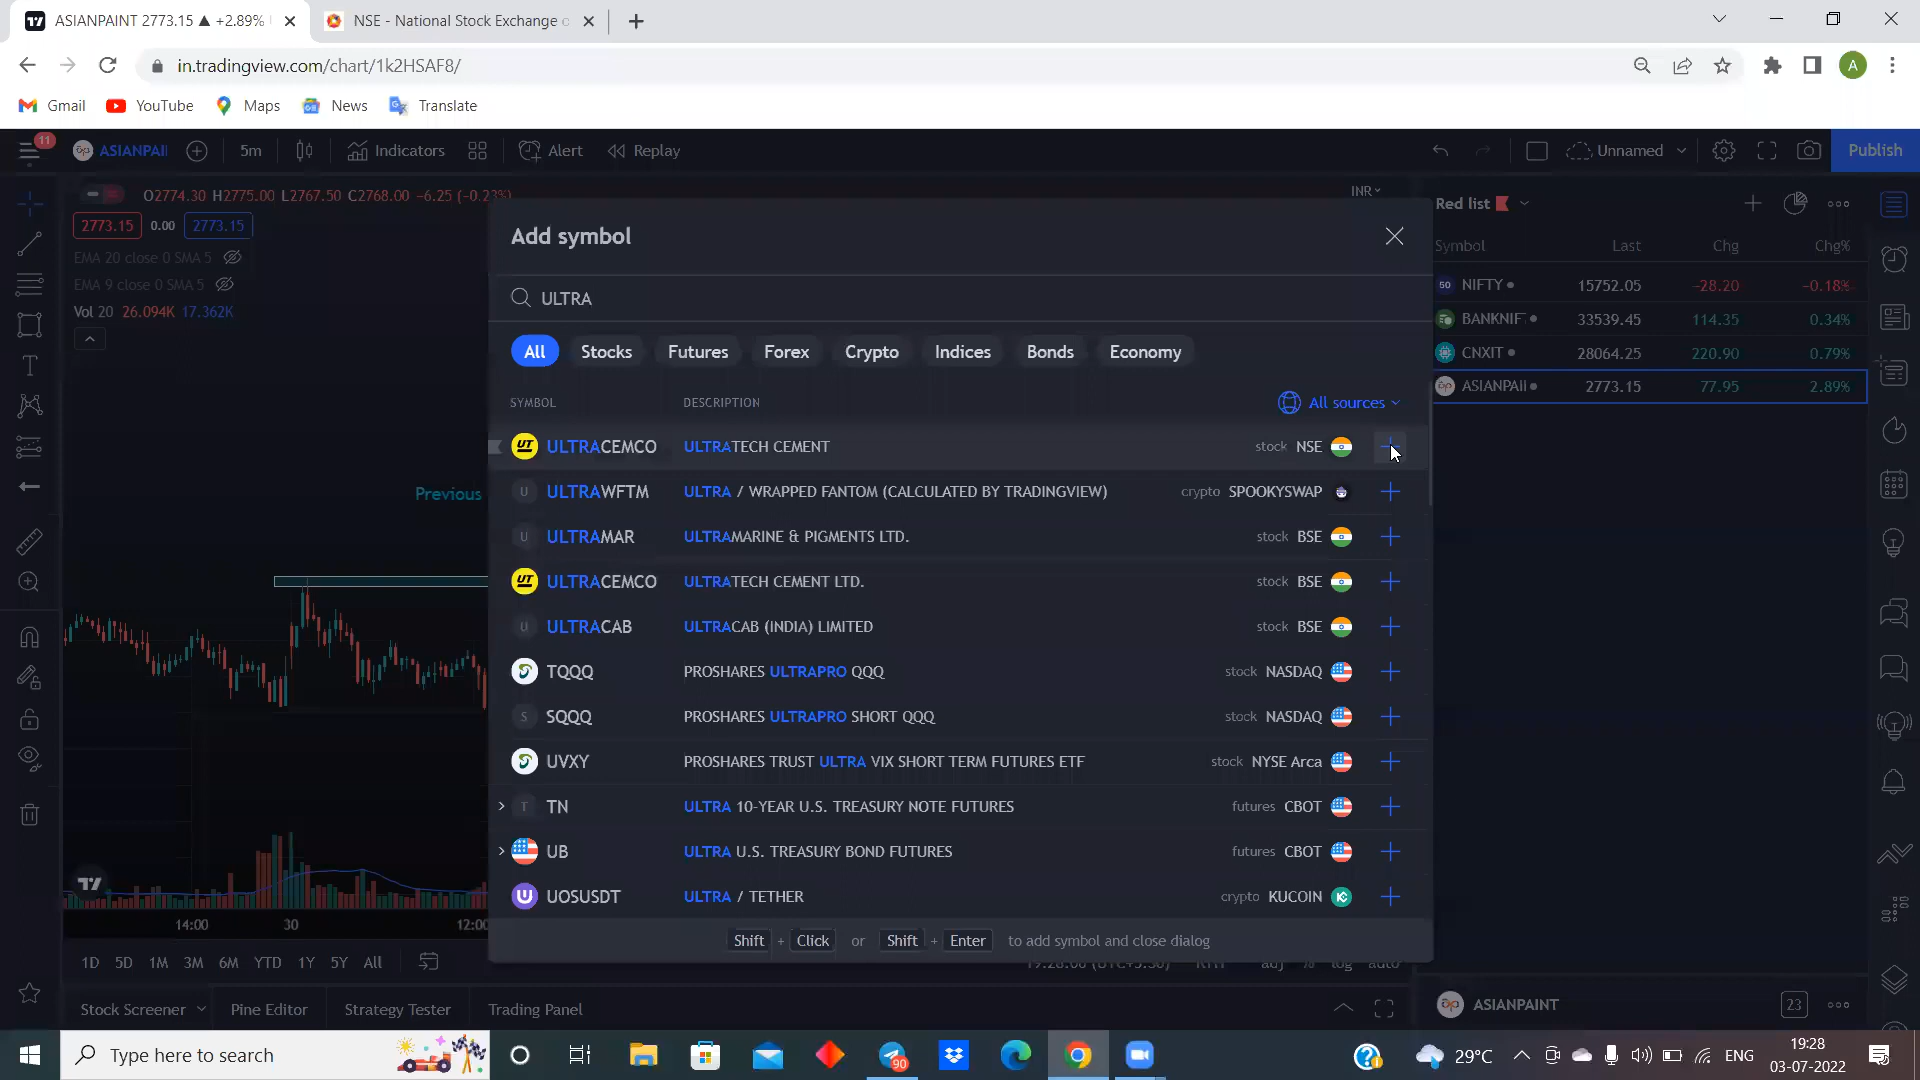 ASIANPAINT 2773.15 ▲ +2.89%
NSE - National Stock Exchange
in.tradingview.com/chart/1k2HSAF8/
A
Gmail
YouTube
Maps
News
Translate
11
ASIANPAI
5m
Indicators
Alert
Replay
Unnamed
Publish
O2774.30 H2775.00 L2767.50 C2768.00 −6.25 (−0.23%)
INR
2773.15
0.00
2773.15
EMA 20 close 0 SMA 5
EMA 9 close 0 SMA 5
Vol 20 26.094K 17.362K
Previous
14:00
30
12:00
1D 5D 1M 3M 6M YTD 1Y 5Y All
Stock Screener
Pine Editor
Strategy Tester
Trading Panel
Add symbol
ULTRA
All
Stocks
Futures
Forex
Crypto
Indices
Bonds
Economy
SYMBOL DESCRIPTION
All sources
ULTRACEMCO ULTRATECH CEMENT stock NSE
ULTRAWFTM ULTRA / WRAPPED FANTOM (CALCULATED BY TRADINGVIEW) crypto SPOOKYSWAP
ULTRAMAR ULTRAMARINE & PIGMENTS LTD. stock BSE
ULTRACEMCO ULTRATECH CEMENT LTD. stock BSE
ULTRACAB ULTRACAB (INDIA) LIMITED stock BSE
TQQQ PROSHARES ULTRAPRO QQQ stock NASDAQ
SQQQ PROSHARES ULTRAPRO SHORT QQQ stock NASDAQ
UVXY PROSHARES TRUST ULTRA VIX SHORT TERM FUTURES ETF stock NYSE Arca
TN ULTRA 10-YEAR U.S. TREASURY NOTE FUTURES futures CBOT
UB ULTRA U.S. TREASURY BOND FUTURES futures CBOT
UOSUSDT ULTRA / TETHER crypto KUCOIN
Shift + Click or Shift + Enter to add symbol and close dialog
Red list
Symbol Last Chg Chg%
NIFTY 15752.05 −28.20 −0.18%
BANKNIF 33539.45 114.35 0.34%
CNXIT 28064.25 220.90 0.79%
ASIANPAI 2773.15 77.95 2.89%
ASIANPAINT
23
Type here to search
90
29°C
ENG
19:28
03-07-2022